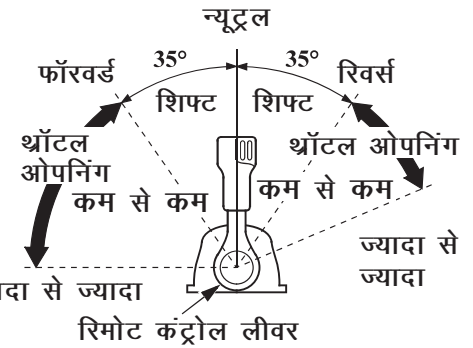 न्यूट्रल
35° 35°
फॉरवर्ड रिवर्स
शिफ्ट शिफ्ट
थ्रॉटल
ओपनिंग
थ्रॉटल ओपनिंग
कम से कम
कम से कम
ज्यादा से
ज्यादा
से ज्यादा
रिमोट कंट्रोल लीवर